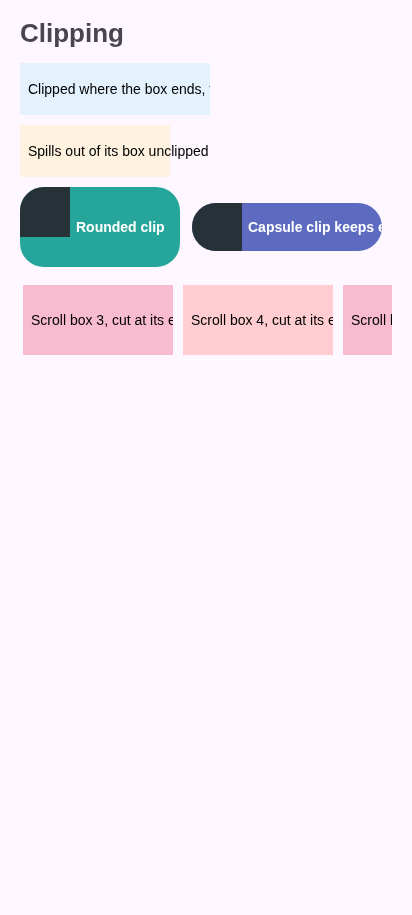 Clipping
Clipped where the box ends,
Spills out of its box unclipped
Rounded clip
Capsule clip keeps
Scroll box 3, cut at its
Scroll box 4, cut at its
Scroll